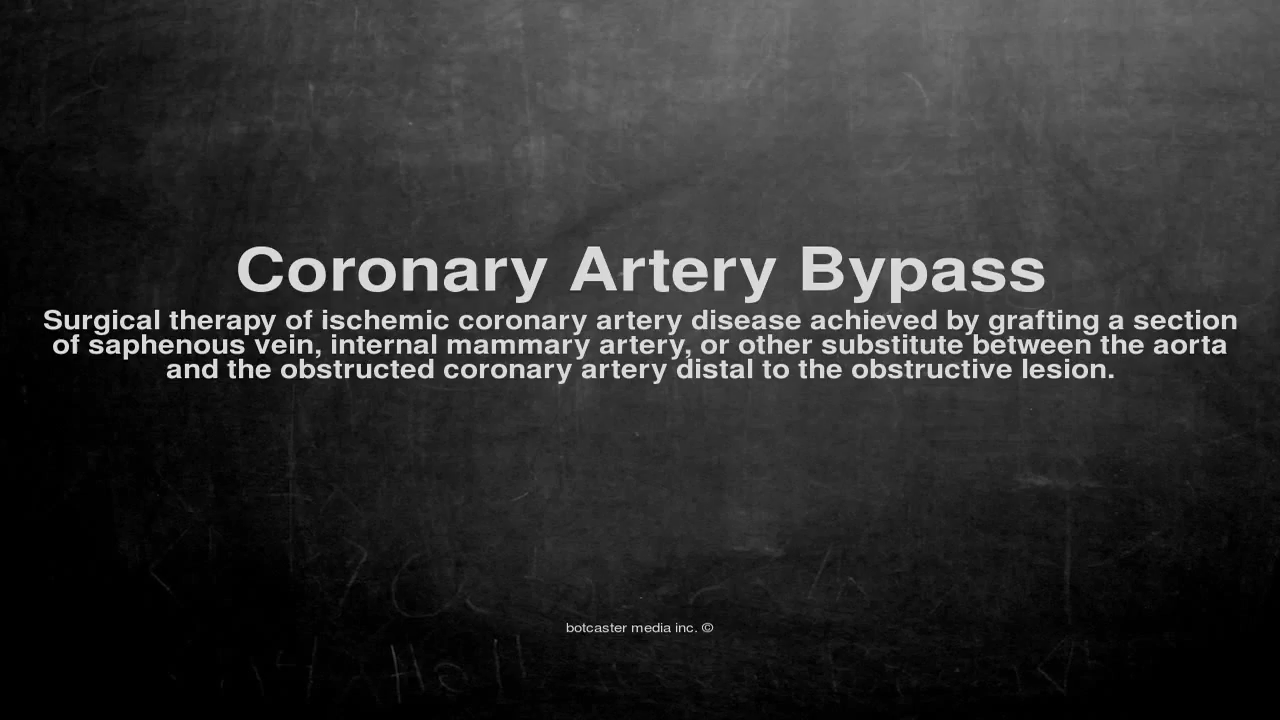 Coronary Artery Bypass
Surgical therapy of ischemic coronary artery disease achieved by grafting a section
of saphenous vein, internal mammary artery, or other substitute between the aorta
and the obstructed coronary artery distal to the obstructive lesion.
botcaster media inc. ©